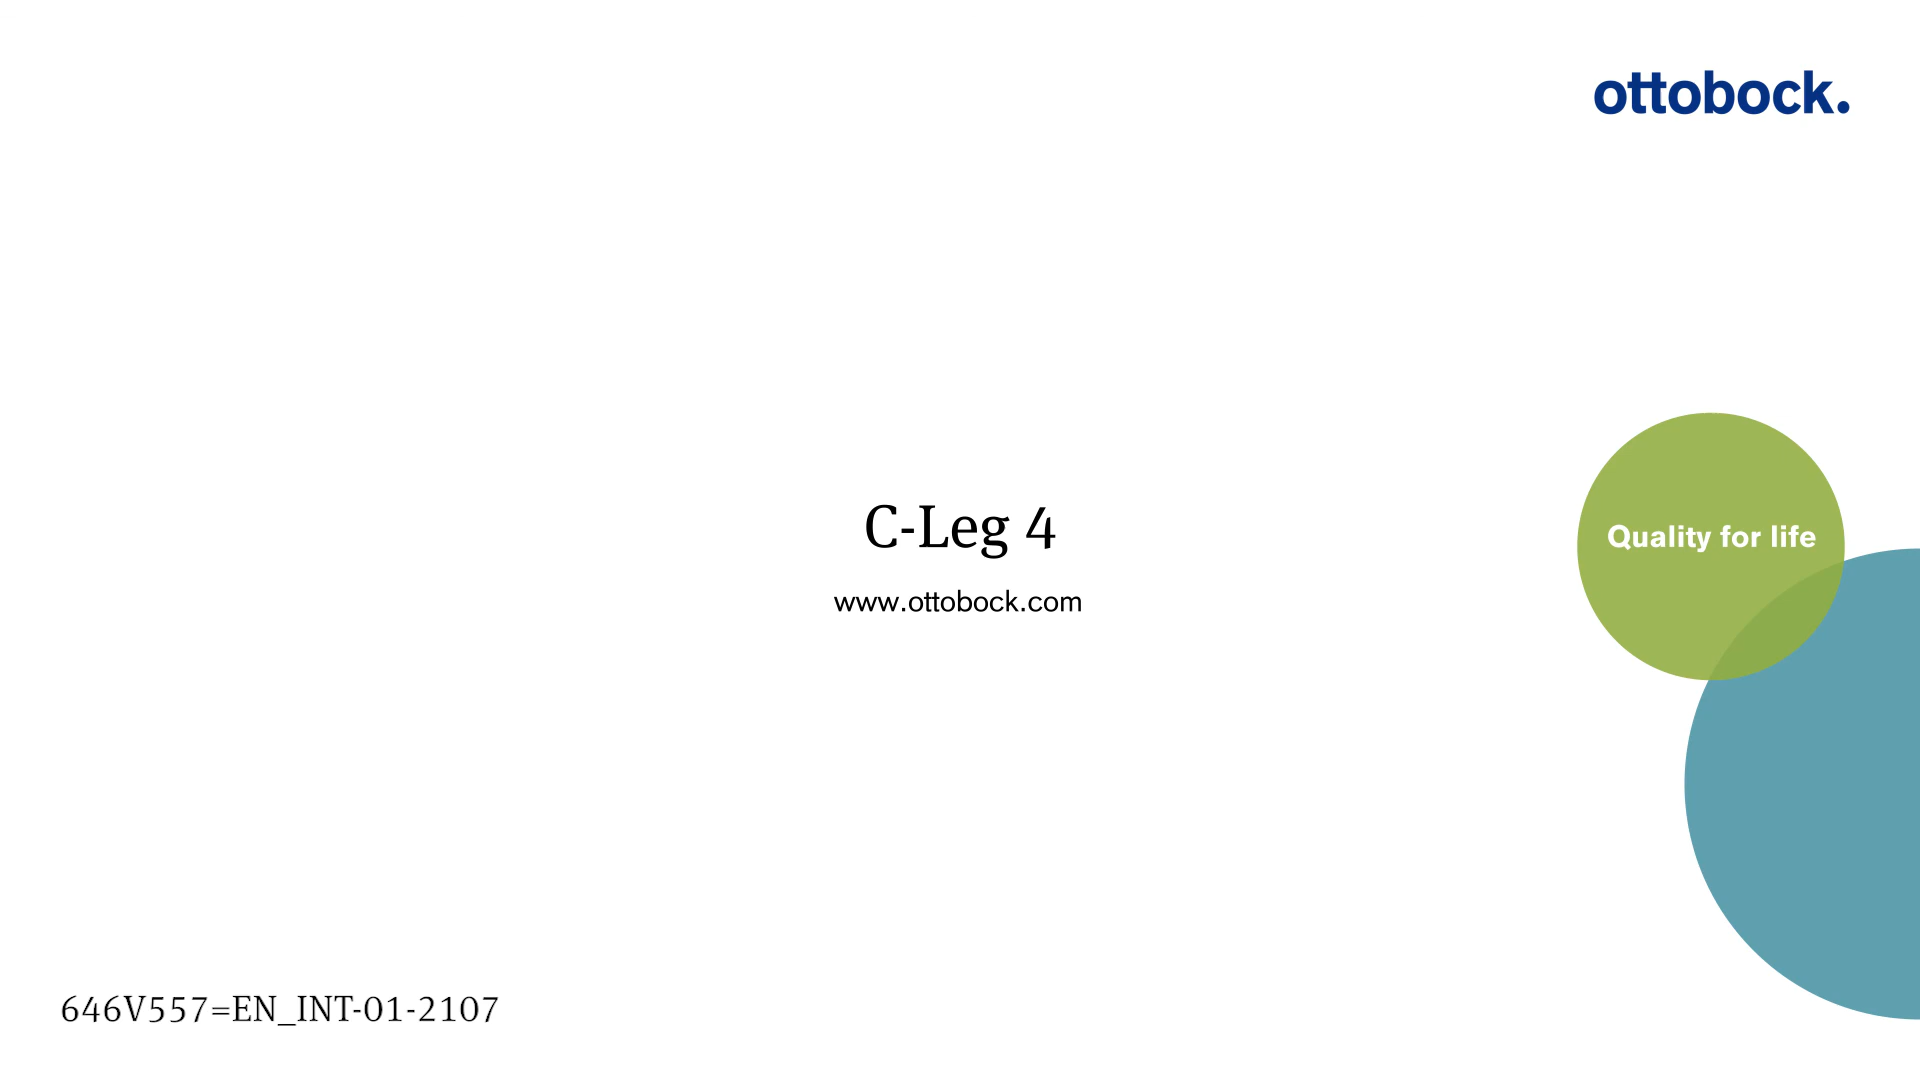 ottobock.
Quality for life
C-Leg 4
www.ottobock.com
646V557=EN_INT-01-2107